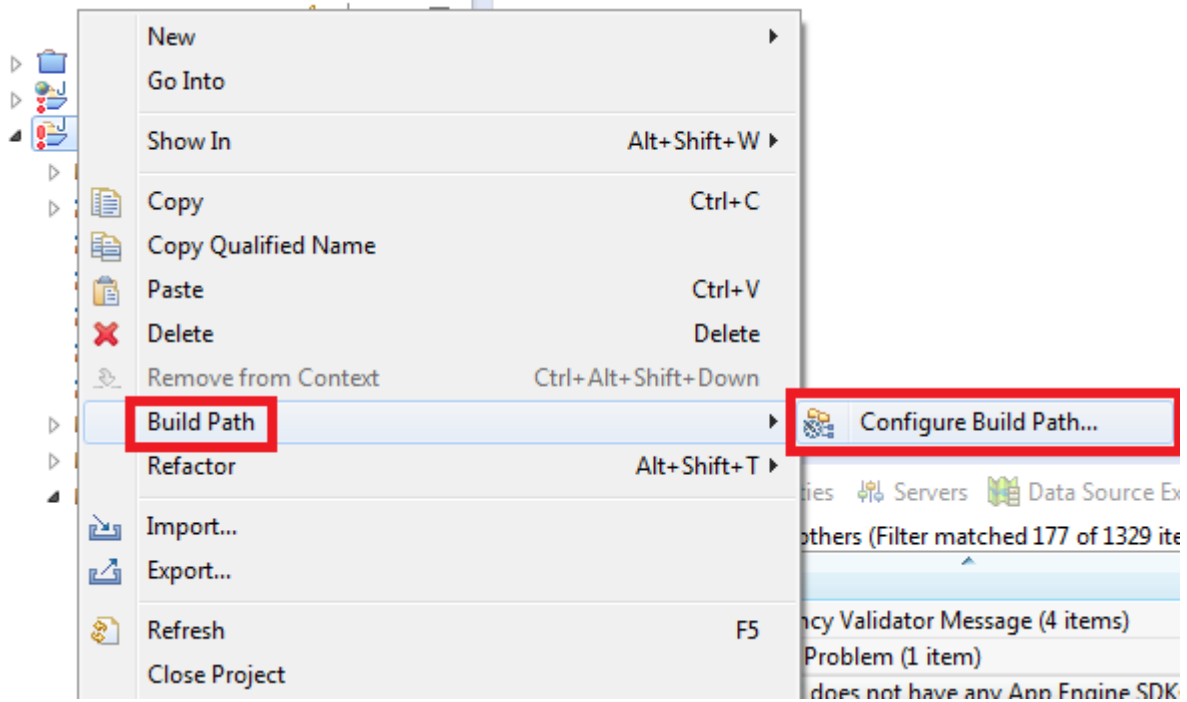 New
Go Into
Show In Alt+Shift+W
Copy Ctrl+C
Copy Qualified Name
Paste Ctrl+V
Delete Delete
Remove from Context Ctrl+Alt+Shift+Down
Build Path Configure Build Path...
Refactor Alt+Shift+T
ties Servers Data Source Ex
Import...
others (Filter matched 177 of 1329 ite
Export...
ncy Validator Message (4 items)
Refresh F5
Problem (1 item)
Close Project
does not have any App Engine SDK